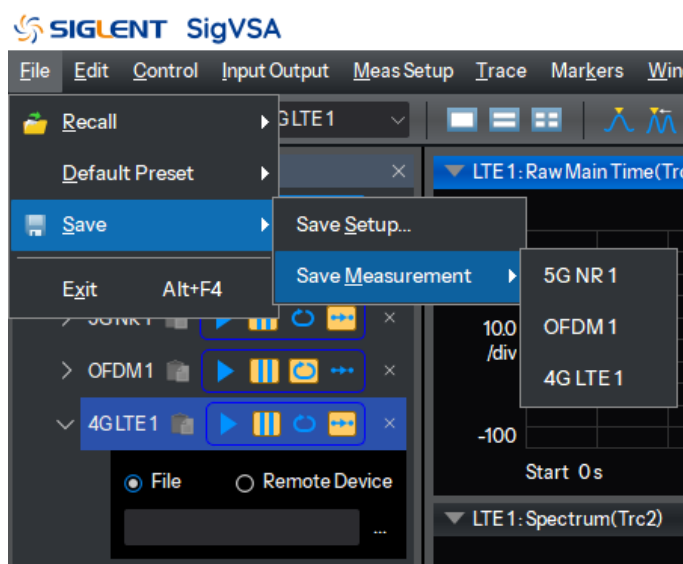 SIGLENT SigVSA
File Edit Control Input Output Meas Setup Trace Markers Win
Recall
G LTE 1
Default Preset
LTE 1: Raw Main Time(Tr
Save
Save Setup...
Save Measurement
5G NR 1
Exit Alt+F4
OFDM 1
4G LTE 1
10.0
/div
OFDM 1
4G LTE 1
-100
File Remote Device
...
Start 0 s
LTE 1: Spectrum(Trc2)